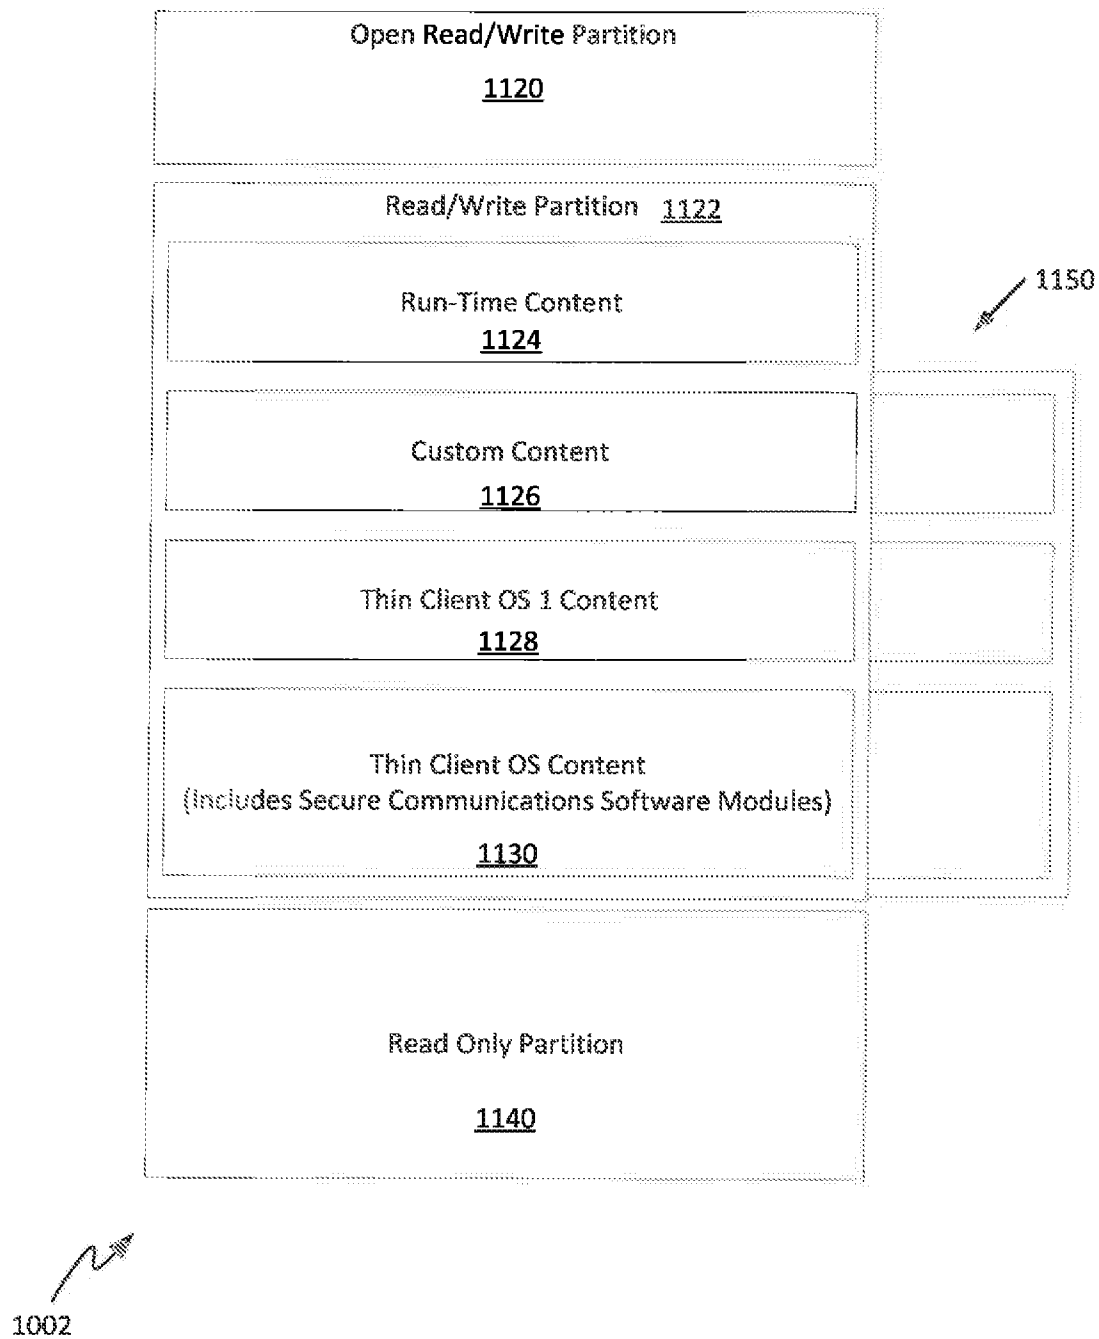 Open Read/Write Partition
1120
Read/Write Partition 1122
1150
Run-Time Content
1124
Custom Content
1126
Thin Client OS 1 Content
1128
Thin Client OS Content
(Includes Secure Communications Software Modules)
1130
Read Only Partition
1140
1002